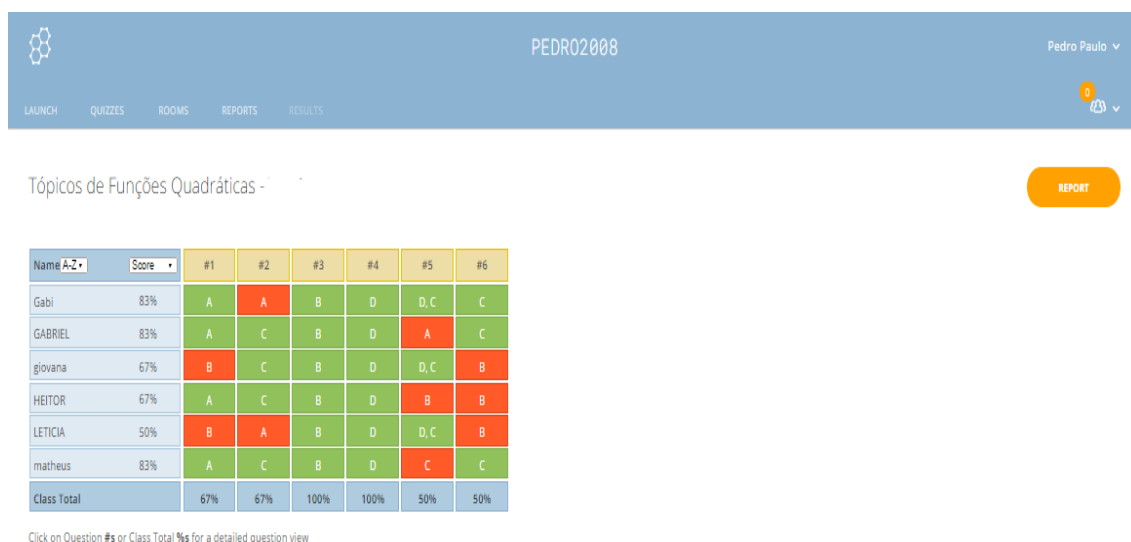 PEDRO2008
Pedro Paulo
0
LAUNCH QUIZZES ROOMS REPORTS RESULTS
Tópicos de Funções Quadráticas -
REPORT
Name A-Z Score #1 #2 #3 #4 #5 #6
Gabi 83% A A B D D, C C
GABRIEL 83% A C B D A C
giovana 67% B C B D D, C B
HEITOR 67% A C B D B B
LETICIA 50% B A B D D, C B
matheus 83% A C B D C C
Class Total 67% 67% 100% 100% 50% 50%
Click on Question #s or Class Total %s for a detailed question view